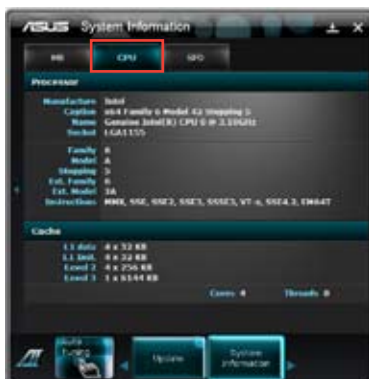 ASUS System Information
MB CPU SPD
Processor
Manufacture Intel
Caption x64 Family 6 Model 42 Stepping 5
Name Genuine Intel(R) CPU 0 @ 3.10GHz
Socket LGA1155
Family 6
Model A
Stepping 5
Ext. Family 6
Ext. Model 2A
Instructions MMX, SSE, SSE2, SSE3, SSSE3, VT-x, SSE4.2, EM64T
Cache
L1 data 4 x 32 KB
L1 Inst. 4 x 32 KB
Level 2 4 x 256 KB
Level 3 1 x 6144 KB
Cores 4 Threads 8
Auto
Tuning
Update
System
Information